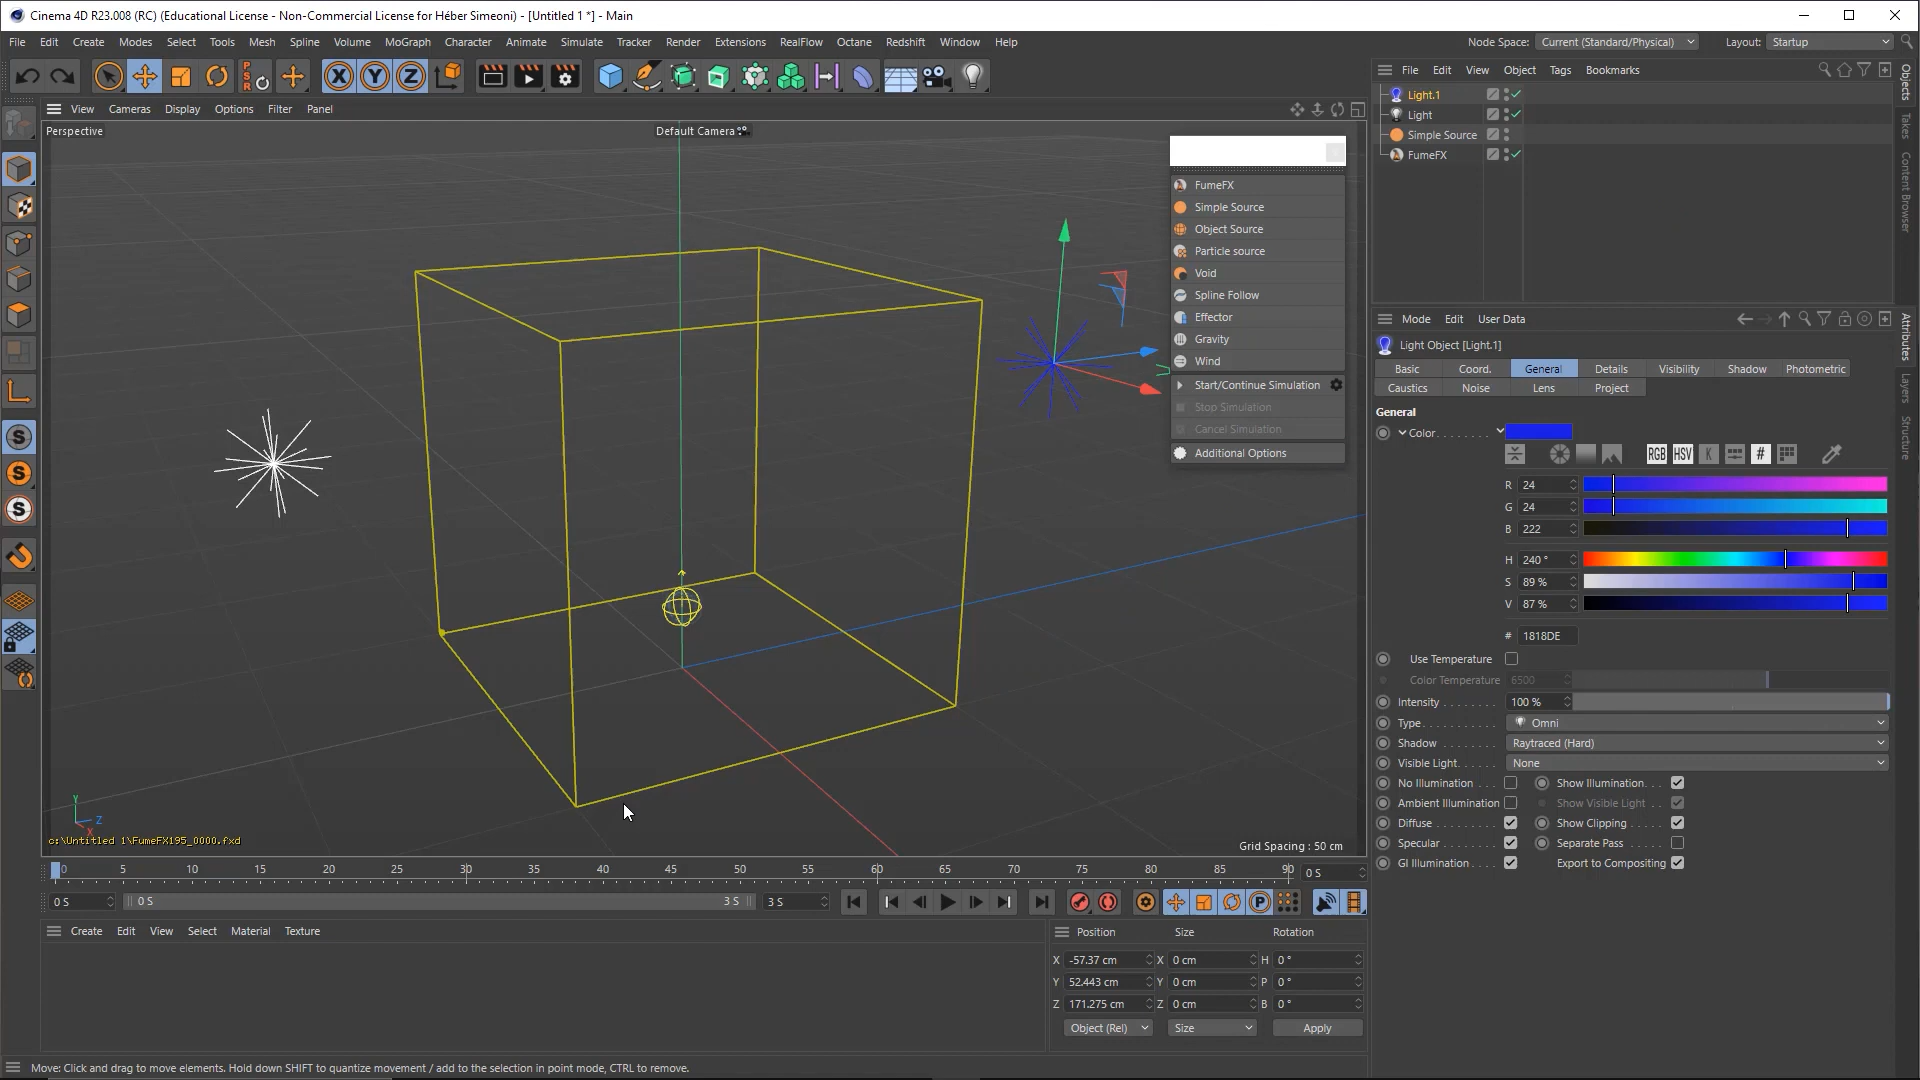 Cinema 4D R23.008 (RC) (Educational License - Non-Commercial License for Héber Simeoni) - [Untitled 1 *] - Main
File Edit Create Modes Select Tools Mesh Spline Volume MoGraph Character Animate Simulate Tracker Render Extensions RealFlow Octane Redshift Window Help Node Space: Current (Standard/Physical) Layout: Startup
PSR X Y Z
File Edit View Object Tags Bookmarks
View Cameras Display Options Filter Panel
Perspective Default Camera
Light.1
Light
Simple Source
FumeFX
Objects
Takes
Content Browser
FumeFX
Simple Source
Object Source
Particle source
Void
Spline Follow
Effector
Gravity
Wind
Start/Continue Simulation
Stop Simulation
Cancel Simulation
Additional Options
Mode Edit User Data
Attributes
Layers
Structure
Light Object [Light.1]
Basic Coord. General Details Visibility Shadow Photometric
Caustics Noise Lens Project
General
Color
RGB HSV K #
R 24
G 24
B 222
H 240 °
S 89 %
V 87 %
# 1818DE
Use Temperature
Color Temperature 6500
Intensity 100 %
Type Omni
Shadow Raytraced (Hard)
Visible Light None
No Illumination Show Illumination
Ambient Illumination Show Visible Light
Diffuse Show Clipping
Specular Separate Pass
GI Illumination Export to Compositing
S
S
S
Y
Z
X
c:\Untitled 1\FumeFX195_0000.fxd
Grid Spacing : 50 cm
0 5 10 15 20 25 30 35 40 45 50 55 60 65 70 75 80 85 90 0 S
0 S 0 S 3 S 3 S P
Create Edit View Select Material Texture
Position Size Rotation
X -57.37 cm X 0 cm H 0 °
Y 52.443 cm Y 0 cm P 0 °
Z 171.275 cm Z 0 cm B 0 °
Object (Rel) Size Apply
Move: Click and drag to move elements. Hold down SHIFT to quantize movement / add to the selection in point mode, CTRL to remove.